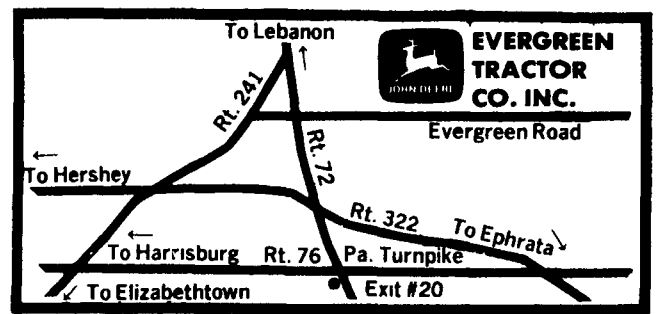 To Lebanon
EVERGREEN
TRACTOR
CO. INC.
JOHN DEERE
Rt. 241
Evergreen Road
Rt. 72
To Hershey
Rt. 322
To Ephrata
To Harrisburg
Rt. 76
Pa. Turnpike
To Elizabethtown
Exit #20